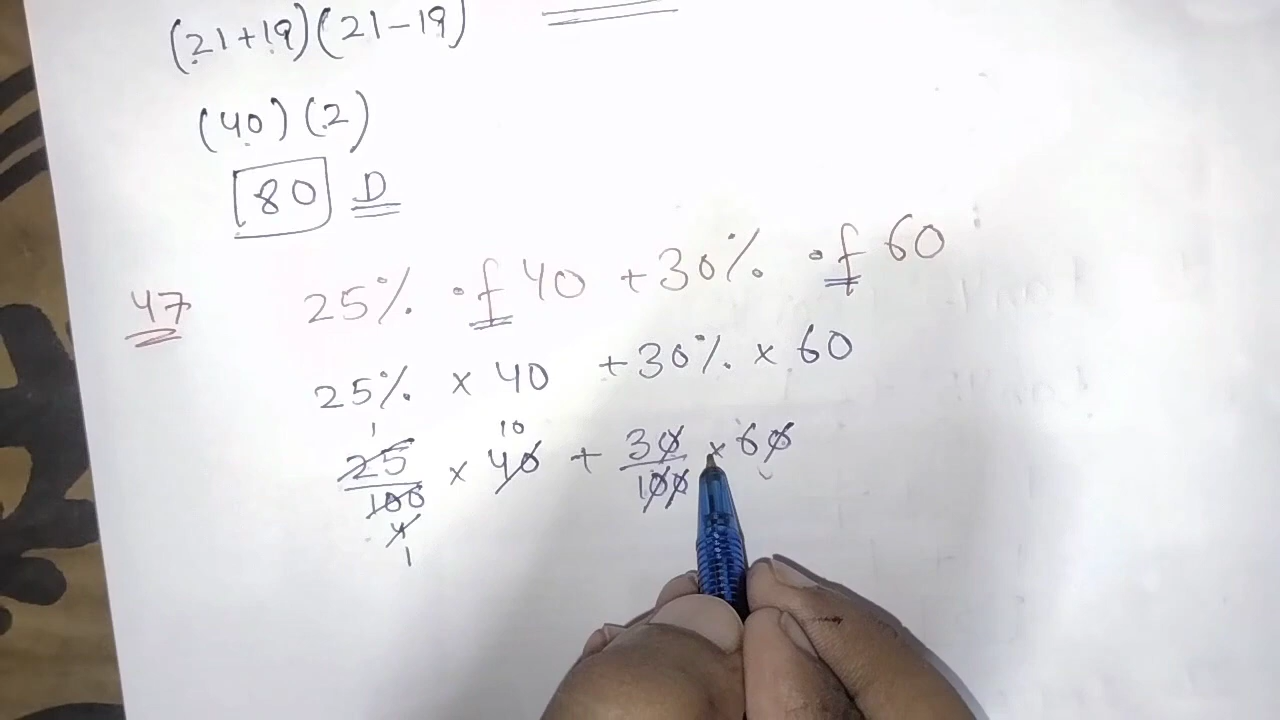 (21+19)(21-19)
(40)(2)
80 D
47 25% of 40 +30% of 60
25% × 40 +30% × 60
1 10
25/100 × 40 + 30/100 × 60
1